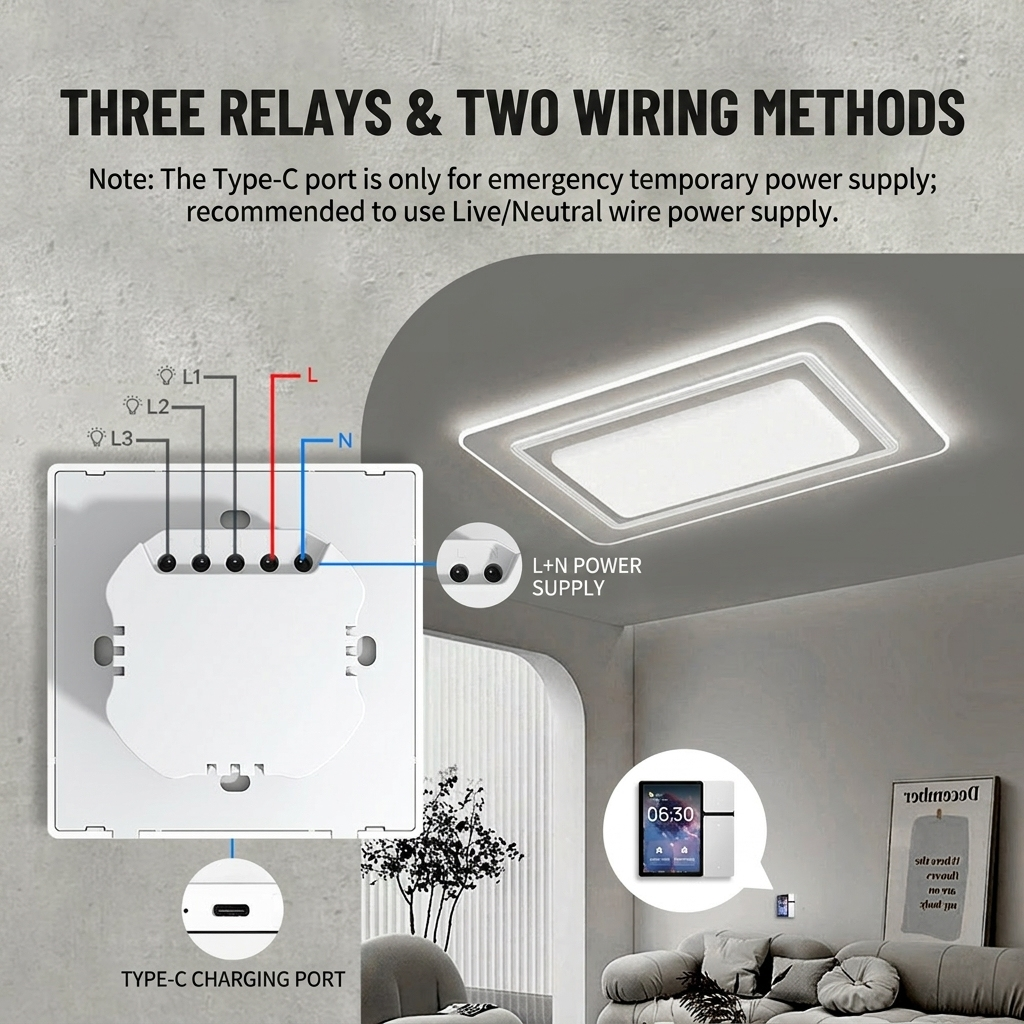 THREE RELAYS & TWO WIRING METHODS
Note: The Type-C port is only for emergency temporary power supply;
recommended to use Live/Neutral wire power supply.
L1
L
L2
L3
N
L+N POWER
SUPPLY
06:30
December
TYPE-C CHARGING PORT